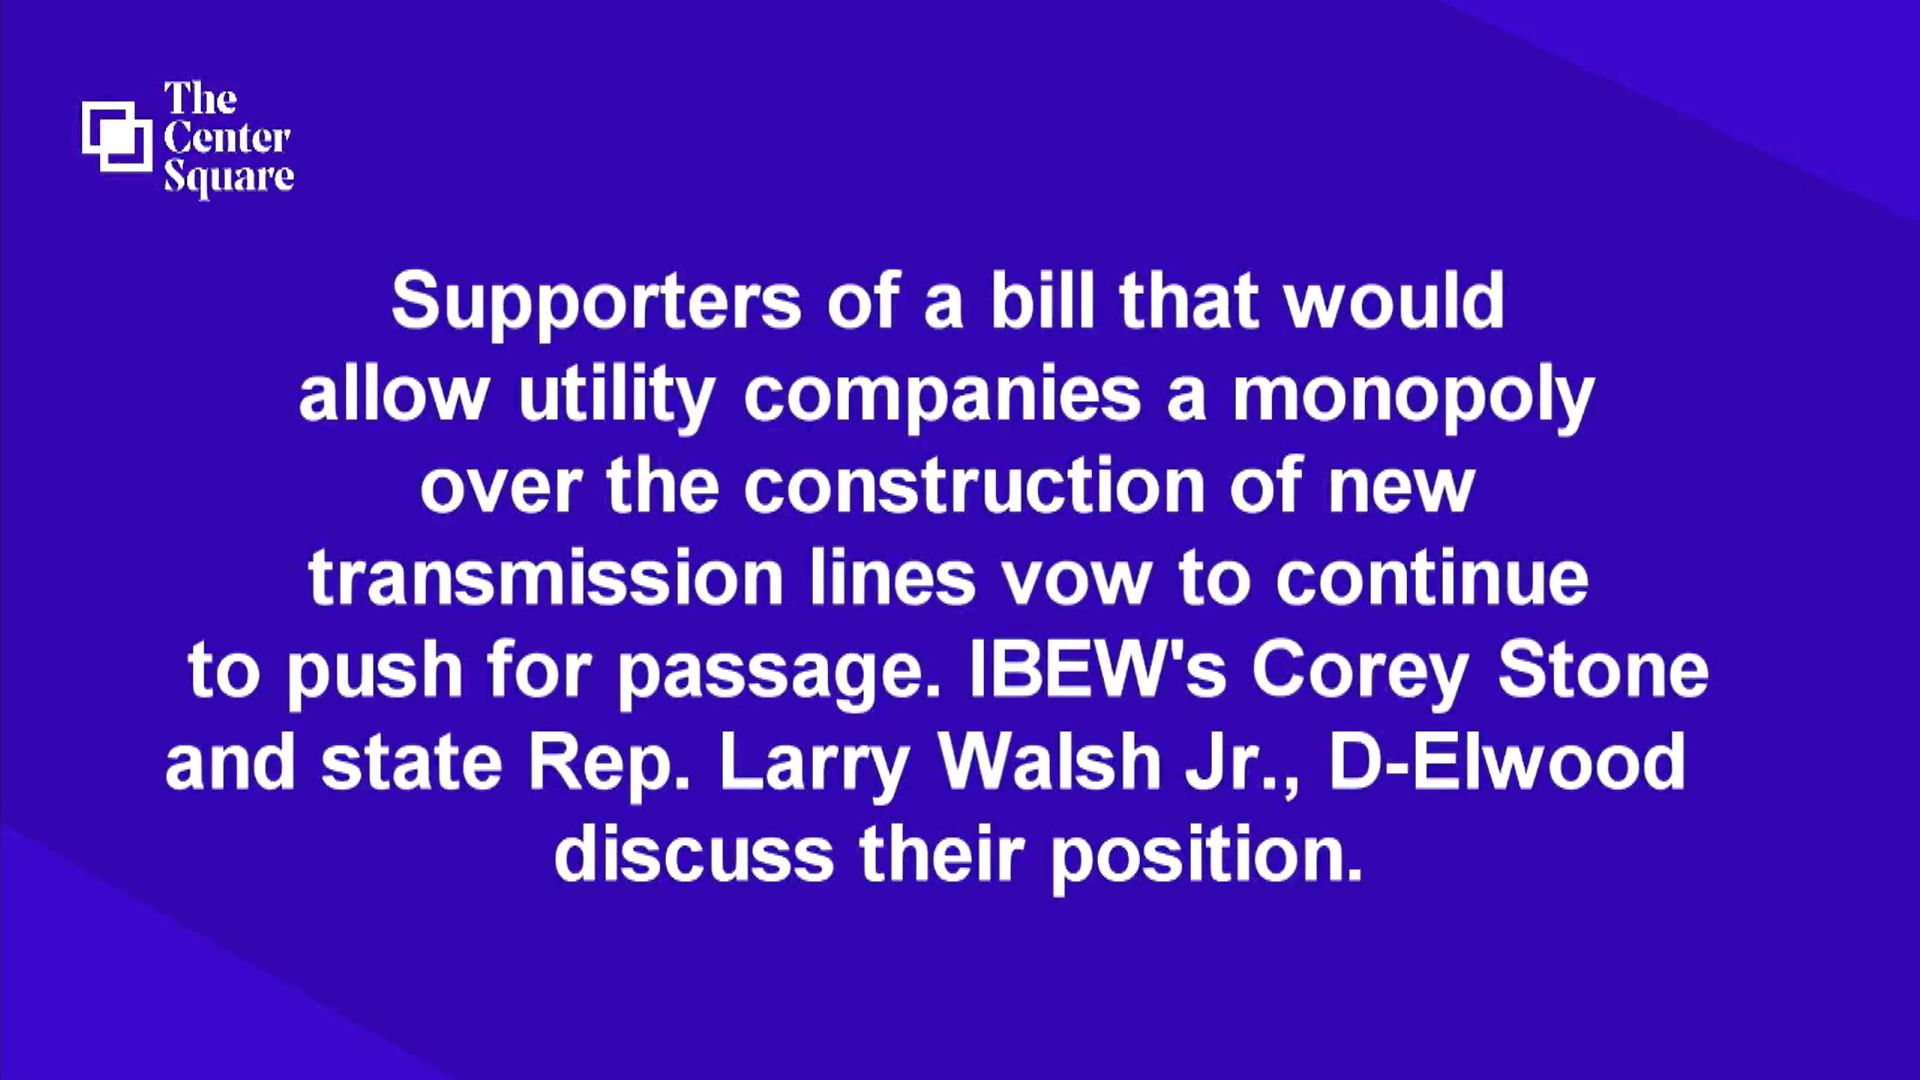 The
Center
Square
Supporters of a bill that would
allow utility companies a monopoly
over the construction of new
transmission lines vow to continue
to push for passage. IBEW's Corey Stone
and state Rep. Larry Walsh Jr., D-Elwood
discuss their position.